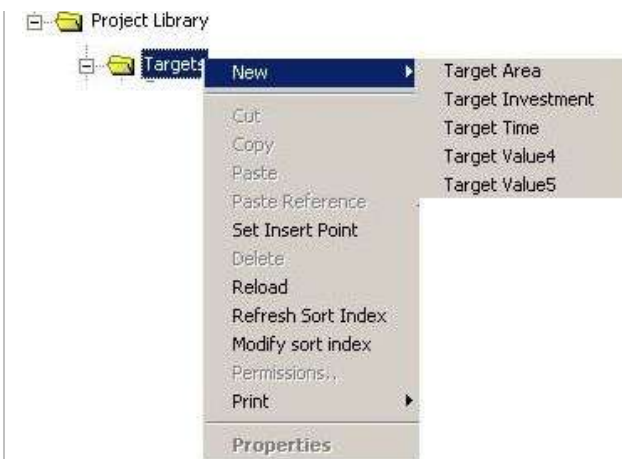 Project Library
Targets
New
Cut
Copy
Paste
Paste Reference
Set Insert Point
Delete
Reload
Refresh Sort Index
Modify sort index
Permissions..
Print
Properties
Target Area
Target Investment
Target Time
Target Value4
Target Value5